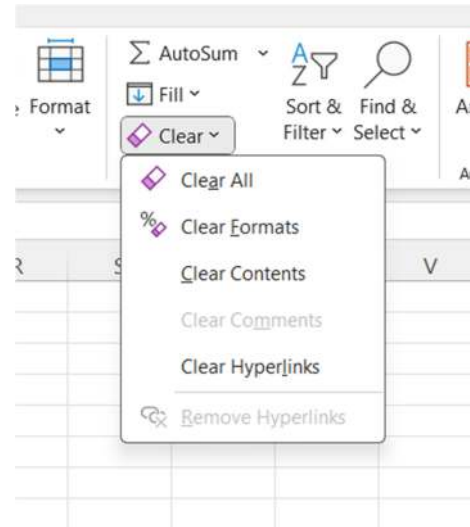 AutoSum
Fill
Format
Sort & Find &
Filter Select
Clear
Clear All
Clear Formats
Clear Contents
Clear Comments
Clear Hyperlinks
Remove Hyperlinks
R
V